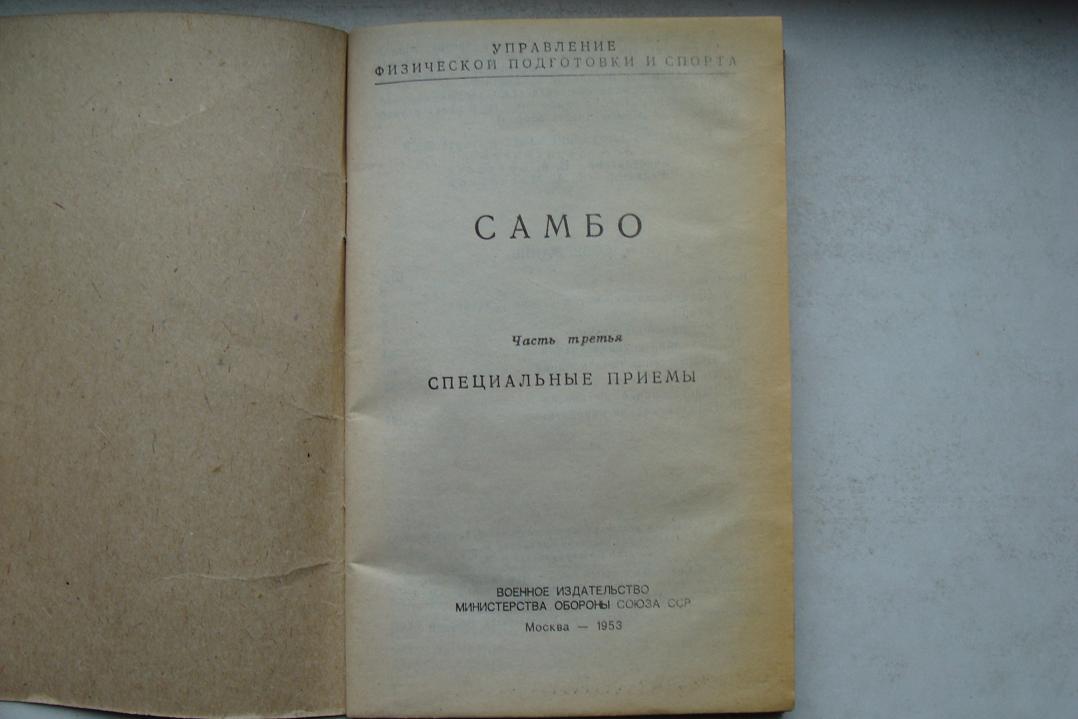 УПРАВЛЕНИЕ
ФИЗИЧЕСКОЙ ПОДГОТОВКИ И СПОРТА
САМБО
Часть третья
СПЕЦИАЛЬНЫЕ ПРИЕМЫ
ВОЕННОЕ ИЗДАТЕЛЬСТВО
МИНИСТЕРСТВА ОБОРОНЫ СОЮЗА ССР
Москва — 1953